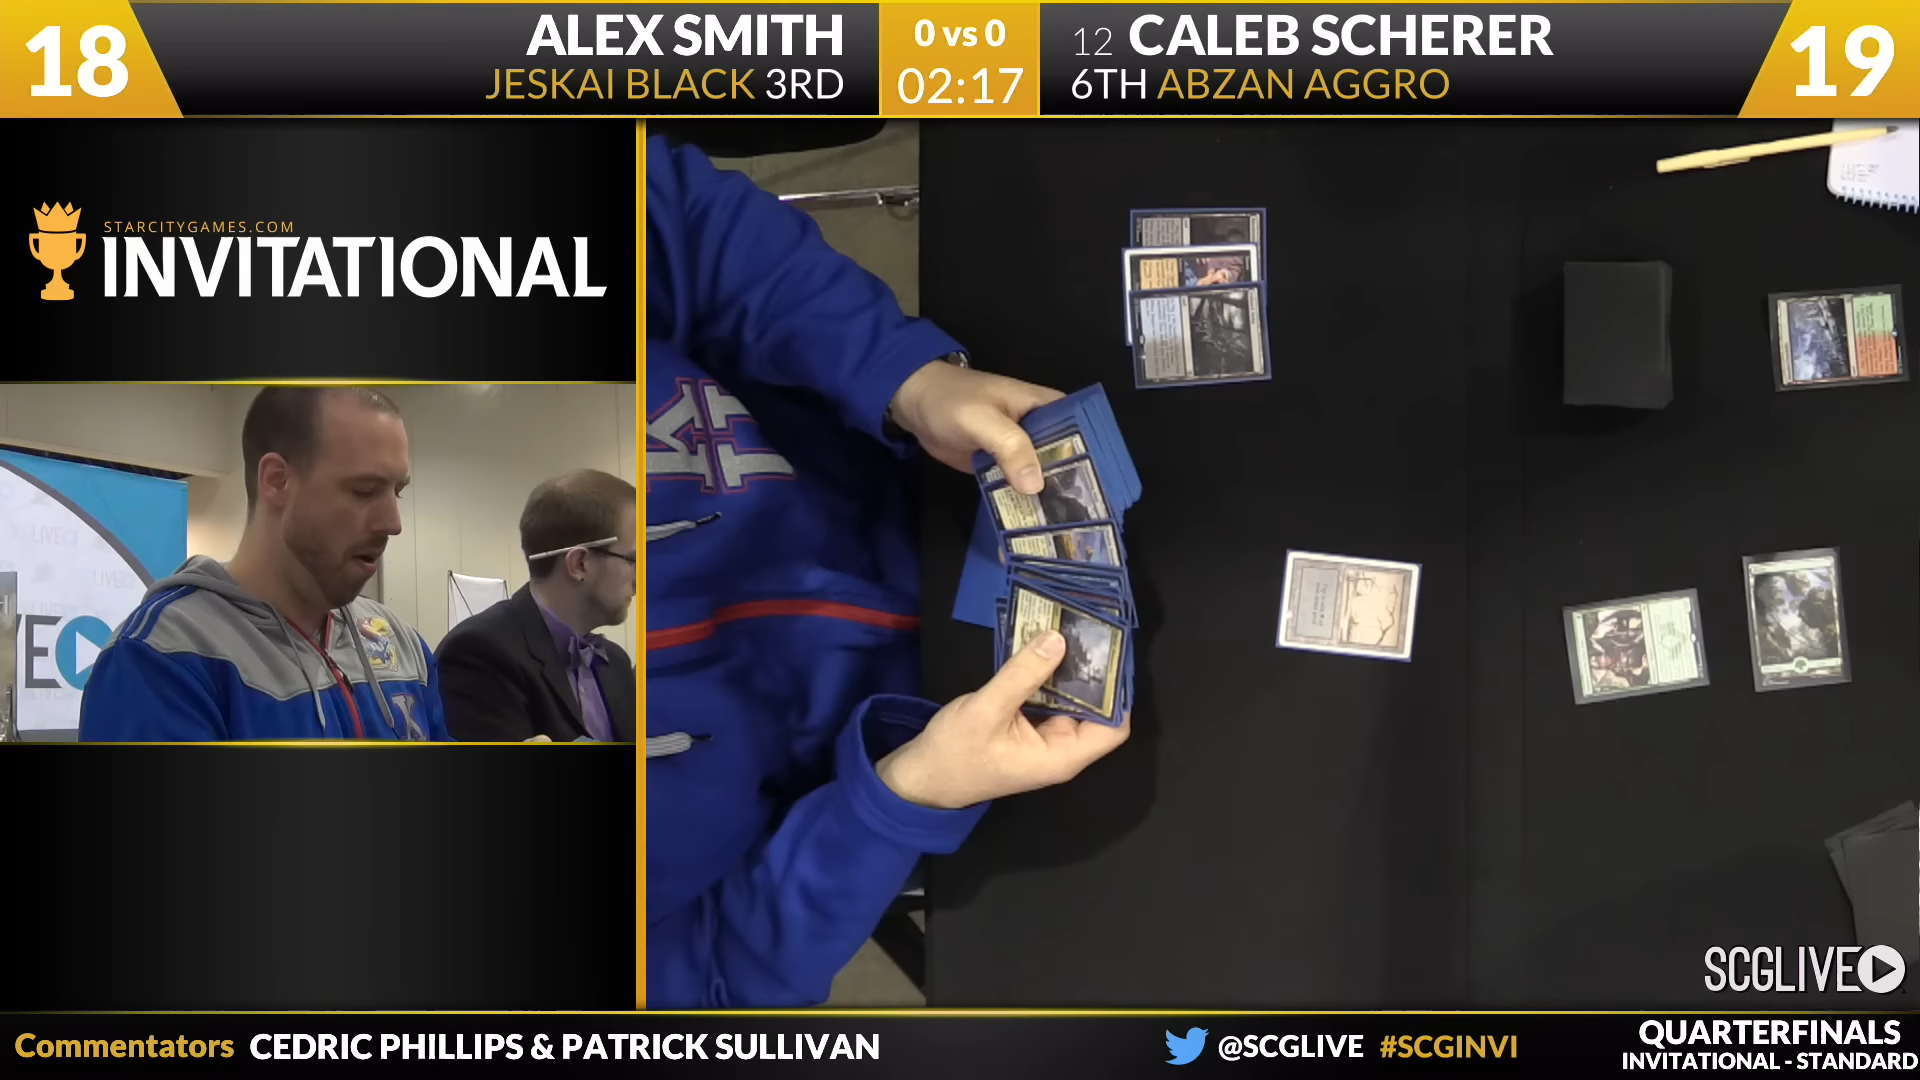 18
ALEX SMITH
JESKAI BLACK 3RD
0 vs 0
02:17
12 CALEB SCHERER
6TH ABZAN AGGRO
19
STARCITYGAMES.COM
INVITATIONAL
LIVE
SCGLIVE
Commentators CEDRIC PHILLIPS & PATRICK SULLIVAN
@SCGLIVE #SCGINVI
QUARTERFINALS
INVITATIONAL - STANDARD